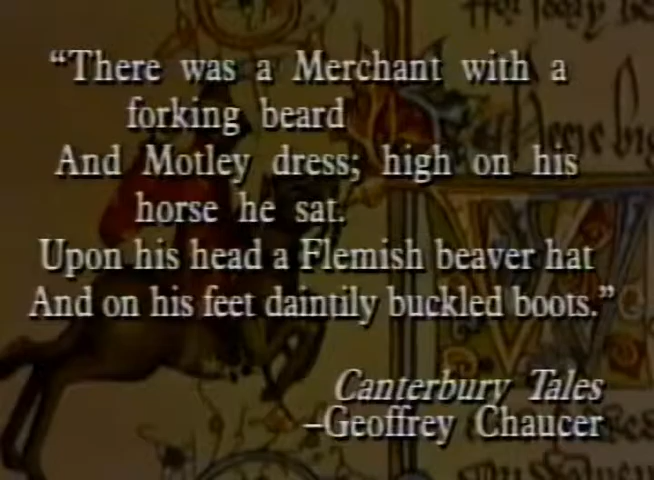 “There was a Merchant with a
forking beard
And Motley dress; high on his
horse he sat.
Upon his head a Flemish beaver hat
And on his feet daintily buckled boots.”
Canterbury Tales
–Geoffrey Chaucer